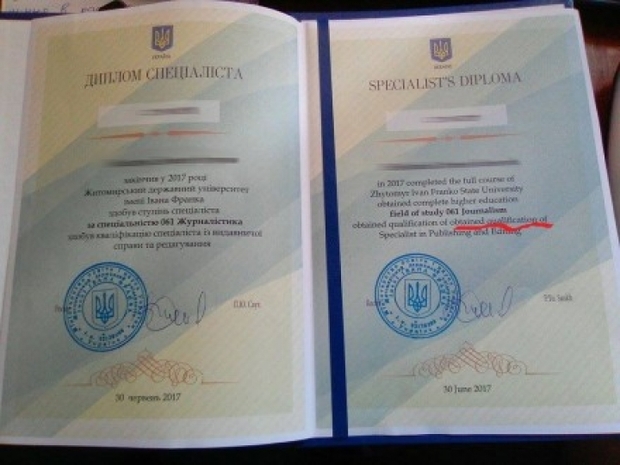 УКРАЇНА
ДИПЛОМ СПЕЦІАЛІСТА
закінчив у 2017 році
Житомирський державний університет
імені Івана Франка
здобув ступінь спеціаліста
за спеціальністю 061 Журналістика
здобув кваліфікацію спеціаліста із видавничої
справи та редагування
П.Ю. Саух
30 червень 2017
SPECIALIST'S DIPLOMA
in 2017 completed the full course of
Zhytomyr Ivan Franko State University
obtained complete higher education
field of study 061 Journalism
obtained qualification of obtained qualification of
Specialist in Publishing and Editing
30 June 2017